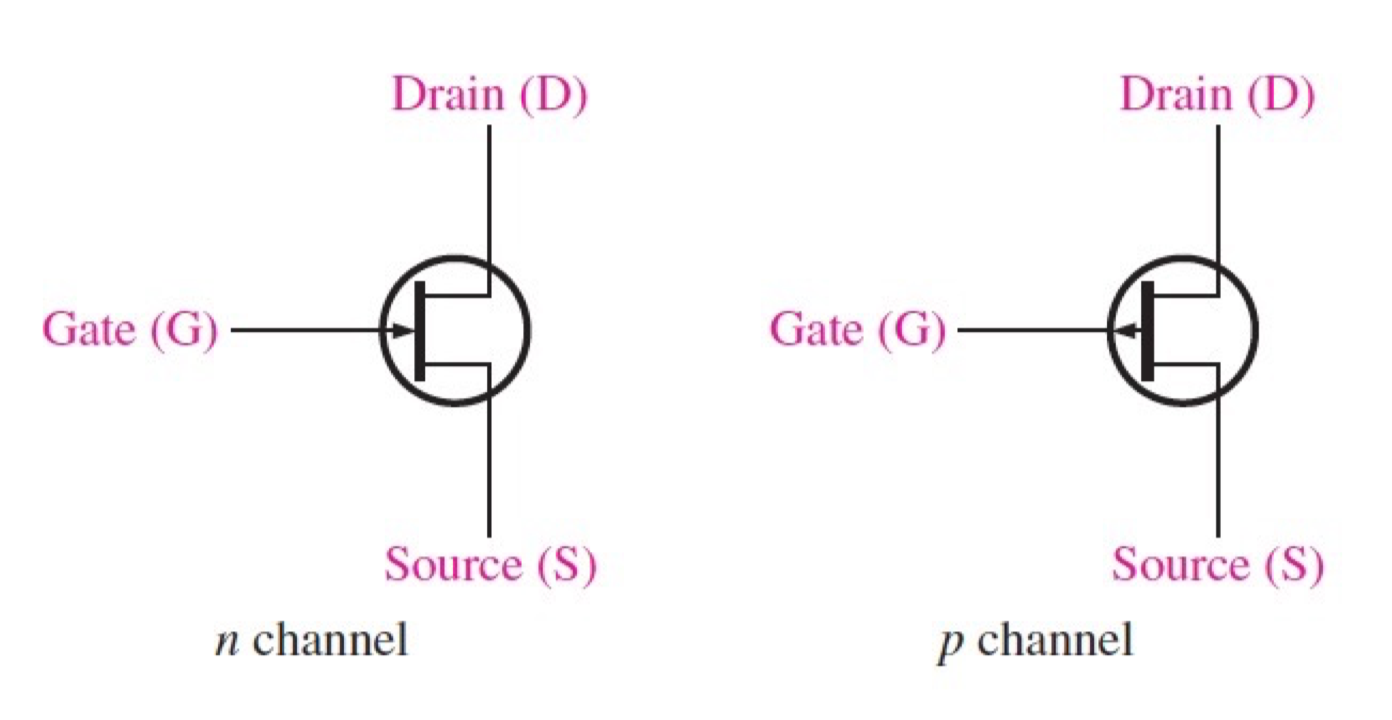 Drain (D)
Gate (G)
Source (S)
n channel
Drain (D)
Gate (G)
Source (S)
p channel